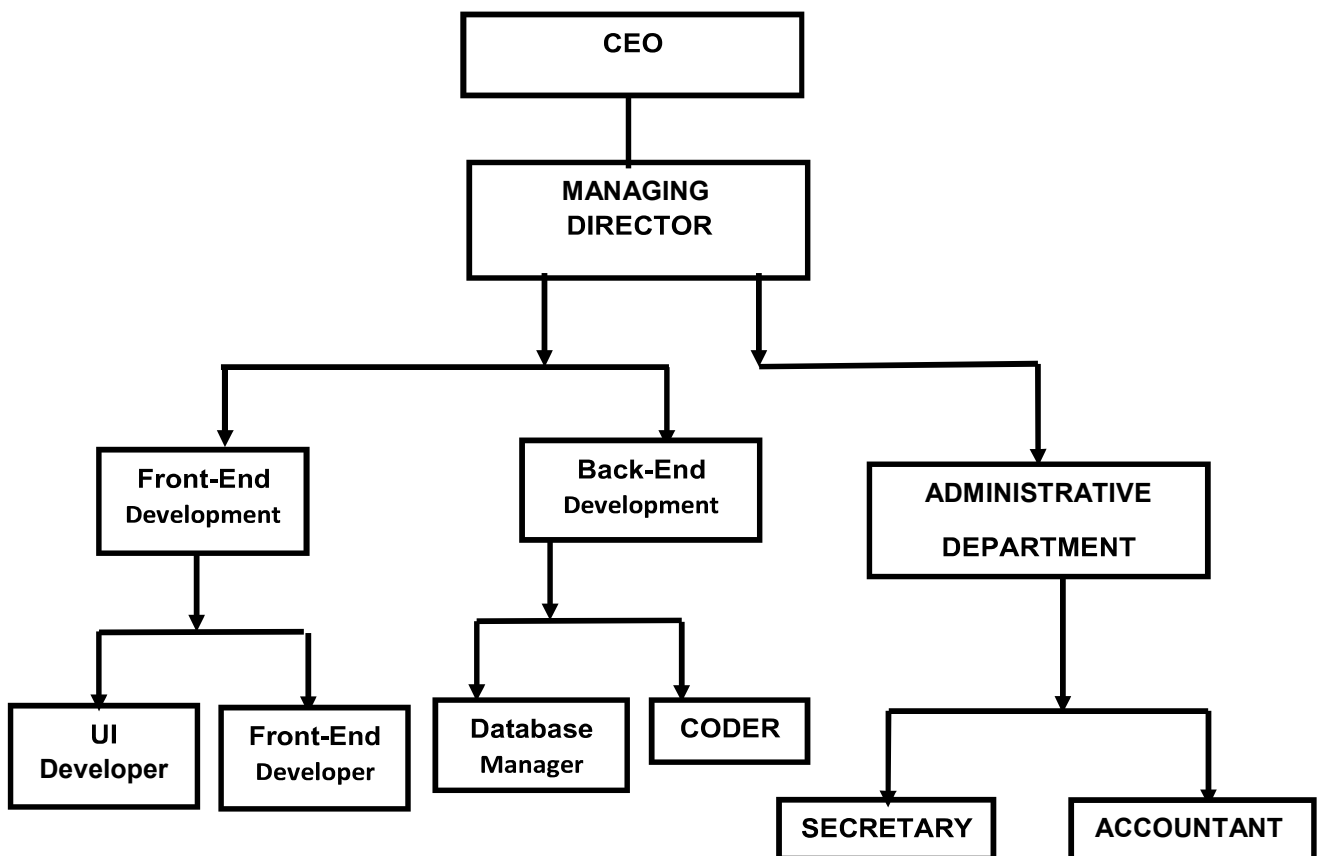 CEO
MANAGING
DIRECTOR
Front-End
Development
Back-End
Development
ADMINISTRATIVE
DEPARTMENT
UI
Developer
Front-End
Developer
Database
Manager
CODER
SECRETARY
ACCOUNTANT